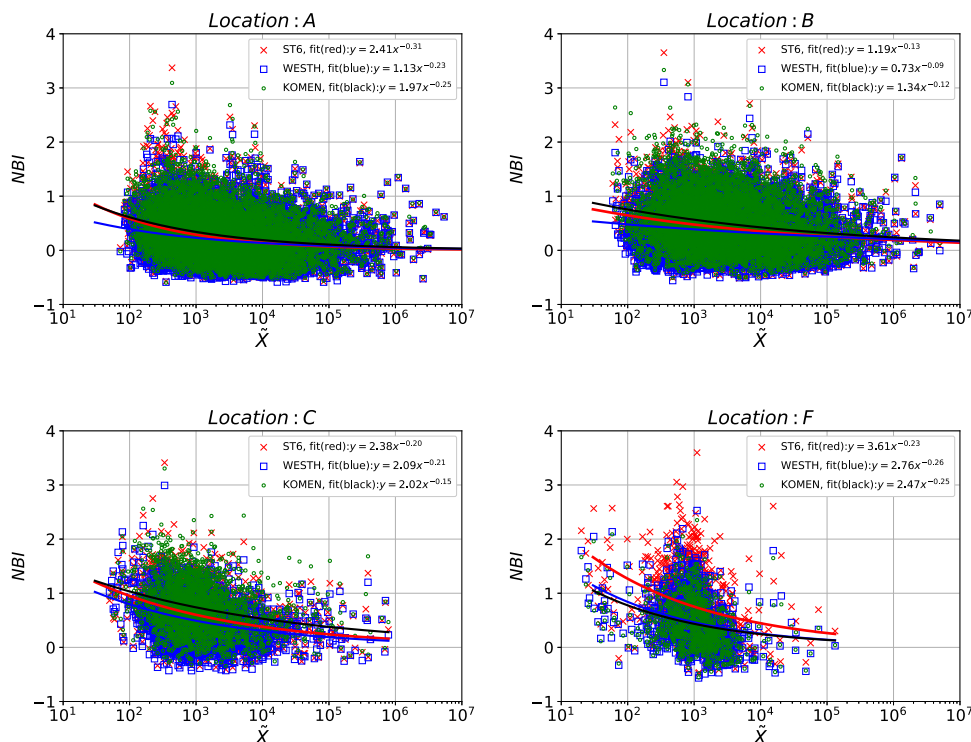 Location : A
4
3
2
1
0
−1
NBI
ST6, fit(red):y = 2.41x^−0.31
WESTH, fit(blue):y = 1.13x^−0.23
KOMEN, fit(black):y = 1.97x^−0.25
10^1 10^2 10^3 10^4 10^5 10^6 10^7
X̃
Location : B
4
3
2
1
0
−1
NBI
ST6, fit(red):y = 1.19x^−0.13
WESTH, fit(blue):y = 0.73x^−0.09
KOMEN, fit(black):y = 1.34x^−0.12
10^1 10^2 10^3 10^4 10^5 10^6 10^7
X̃
Location : C
4
3
2
1
0
−1
NBI
ST6, fit(red):y = 2.38x^−0.20
WESTH, fit(blue):y = 2.09x^−0.21
KOMEN, fit(black):y = 2.02x^−0.15
10^1 10^2 10^3 10^4 10^5 10^6 10^7
X̃
Location : F
4
3
2
1
0
−1
NBI
ST6, fit(red):y = 3.61x^−0.23
WESTH, fit(blue):y = 2.76x^−0.26
KOMEN, fit(black):y = 2.47x^−0.25
10^1 10^2 10^3 10^4 10^5 10^6 10^7
X̃